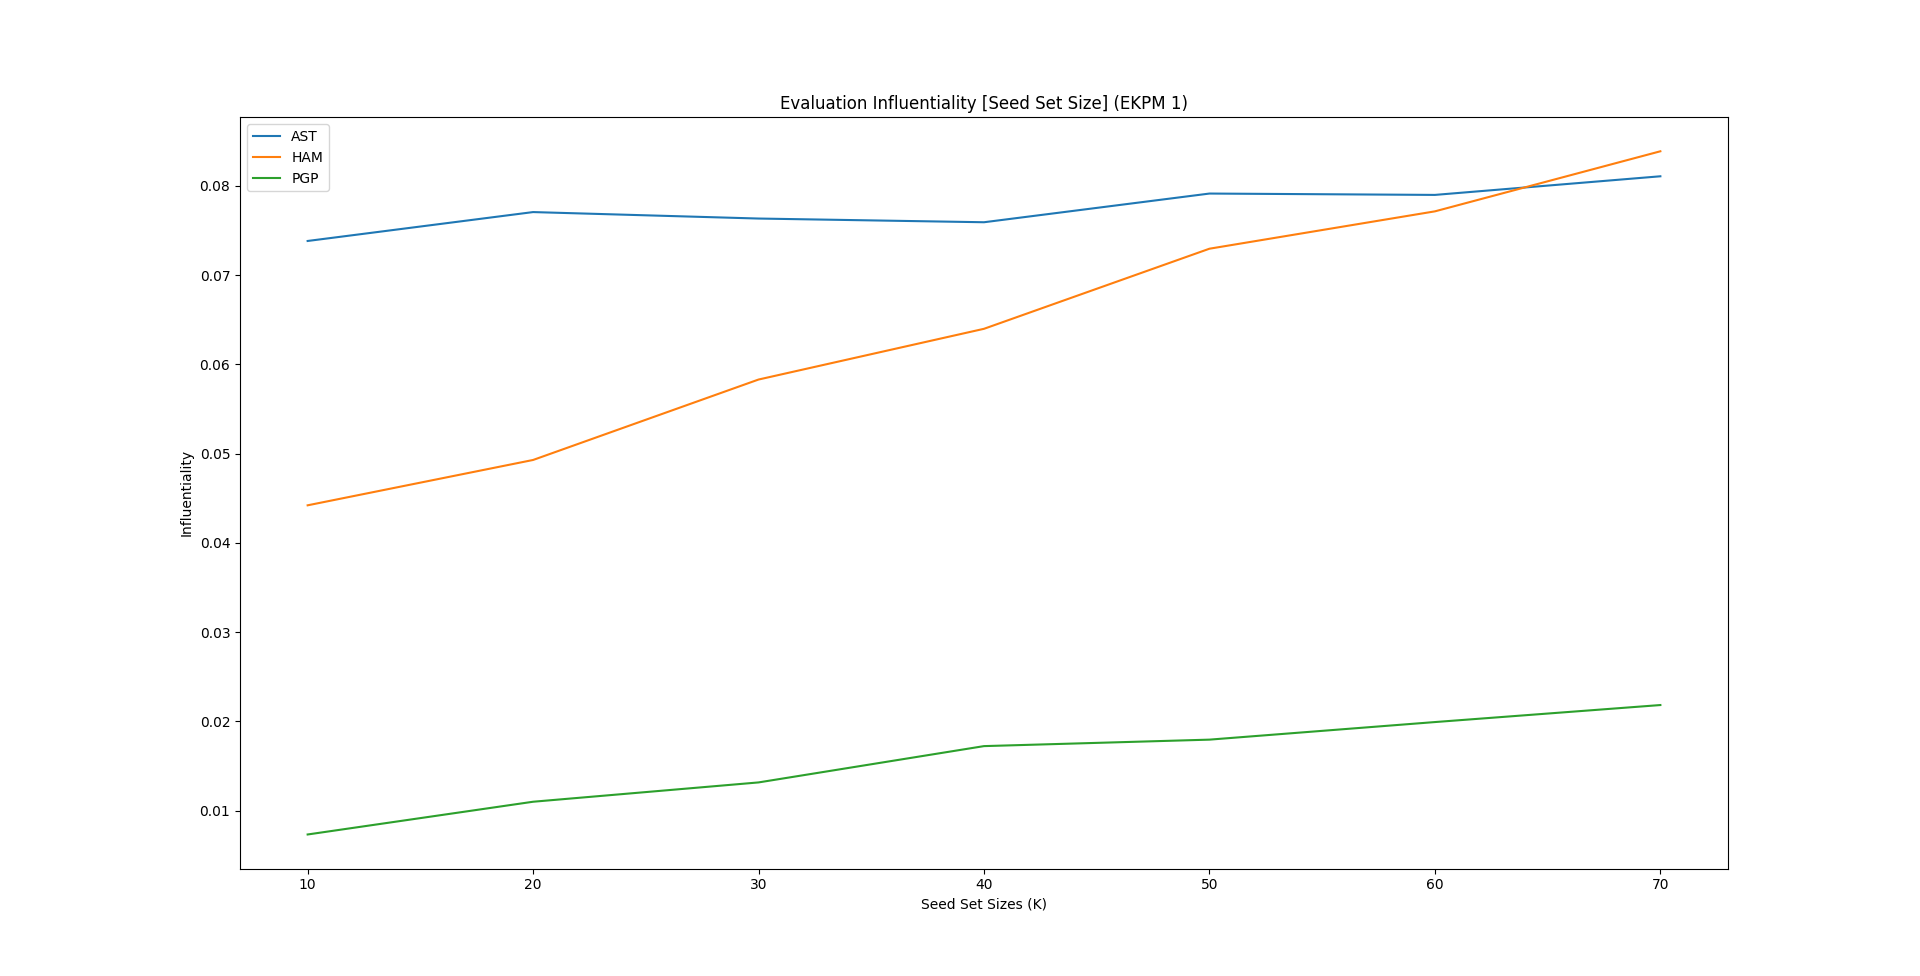 Evaluation Influentiality [Seed Set Size] (EKPM 1)
AST
HAM
PGP
0.08
0.07
0.06
0.05
0.04
0.03
0.02
0.01
Influentiality
10 20 30 40 50 60 70
Seed Set Sizes (K)